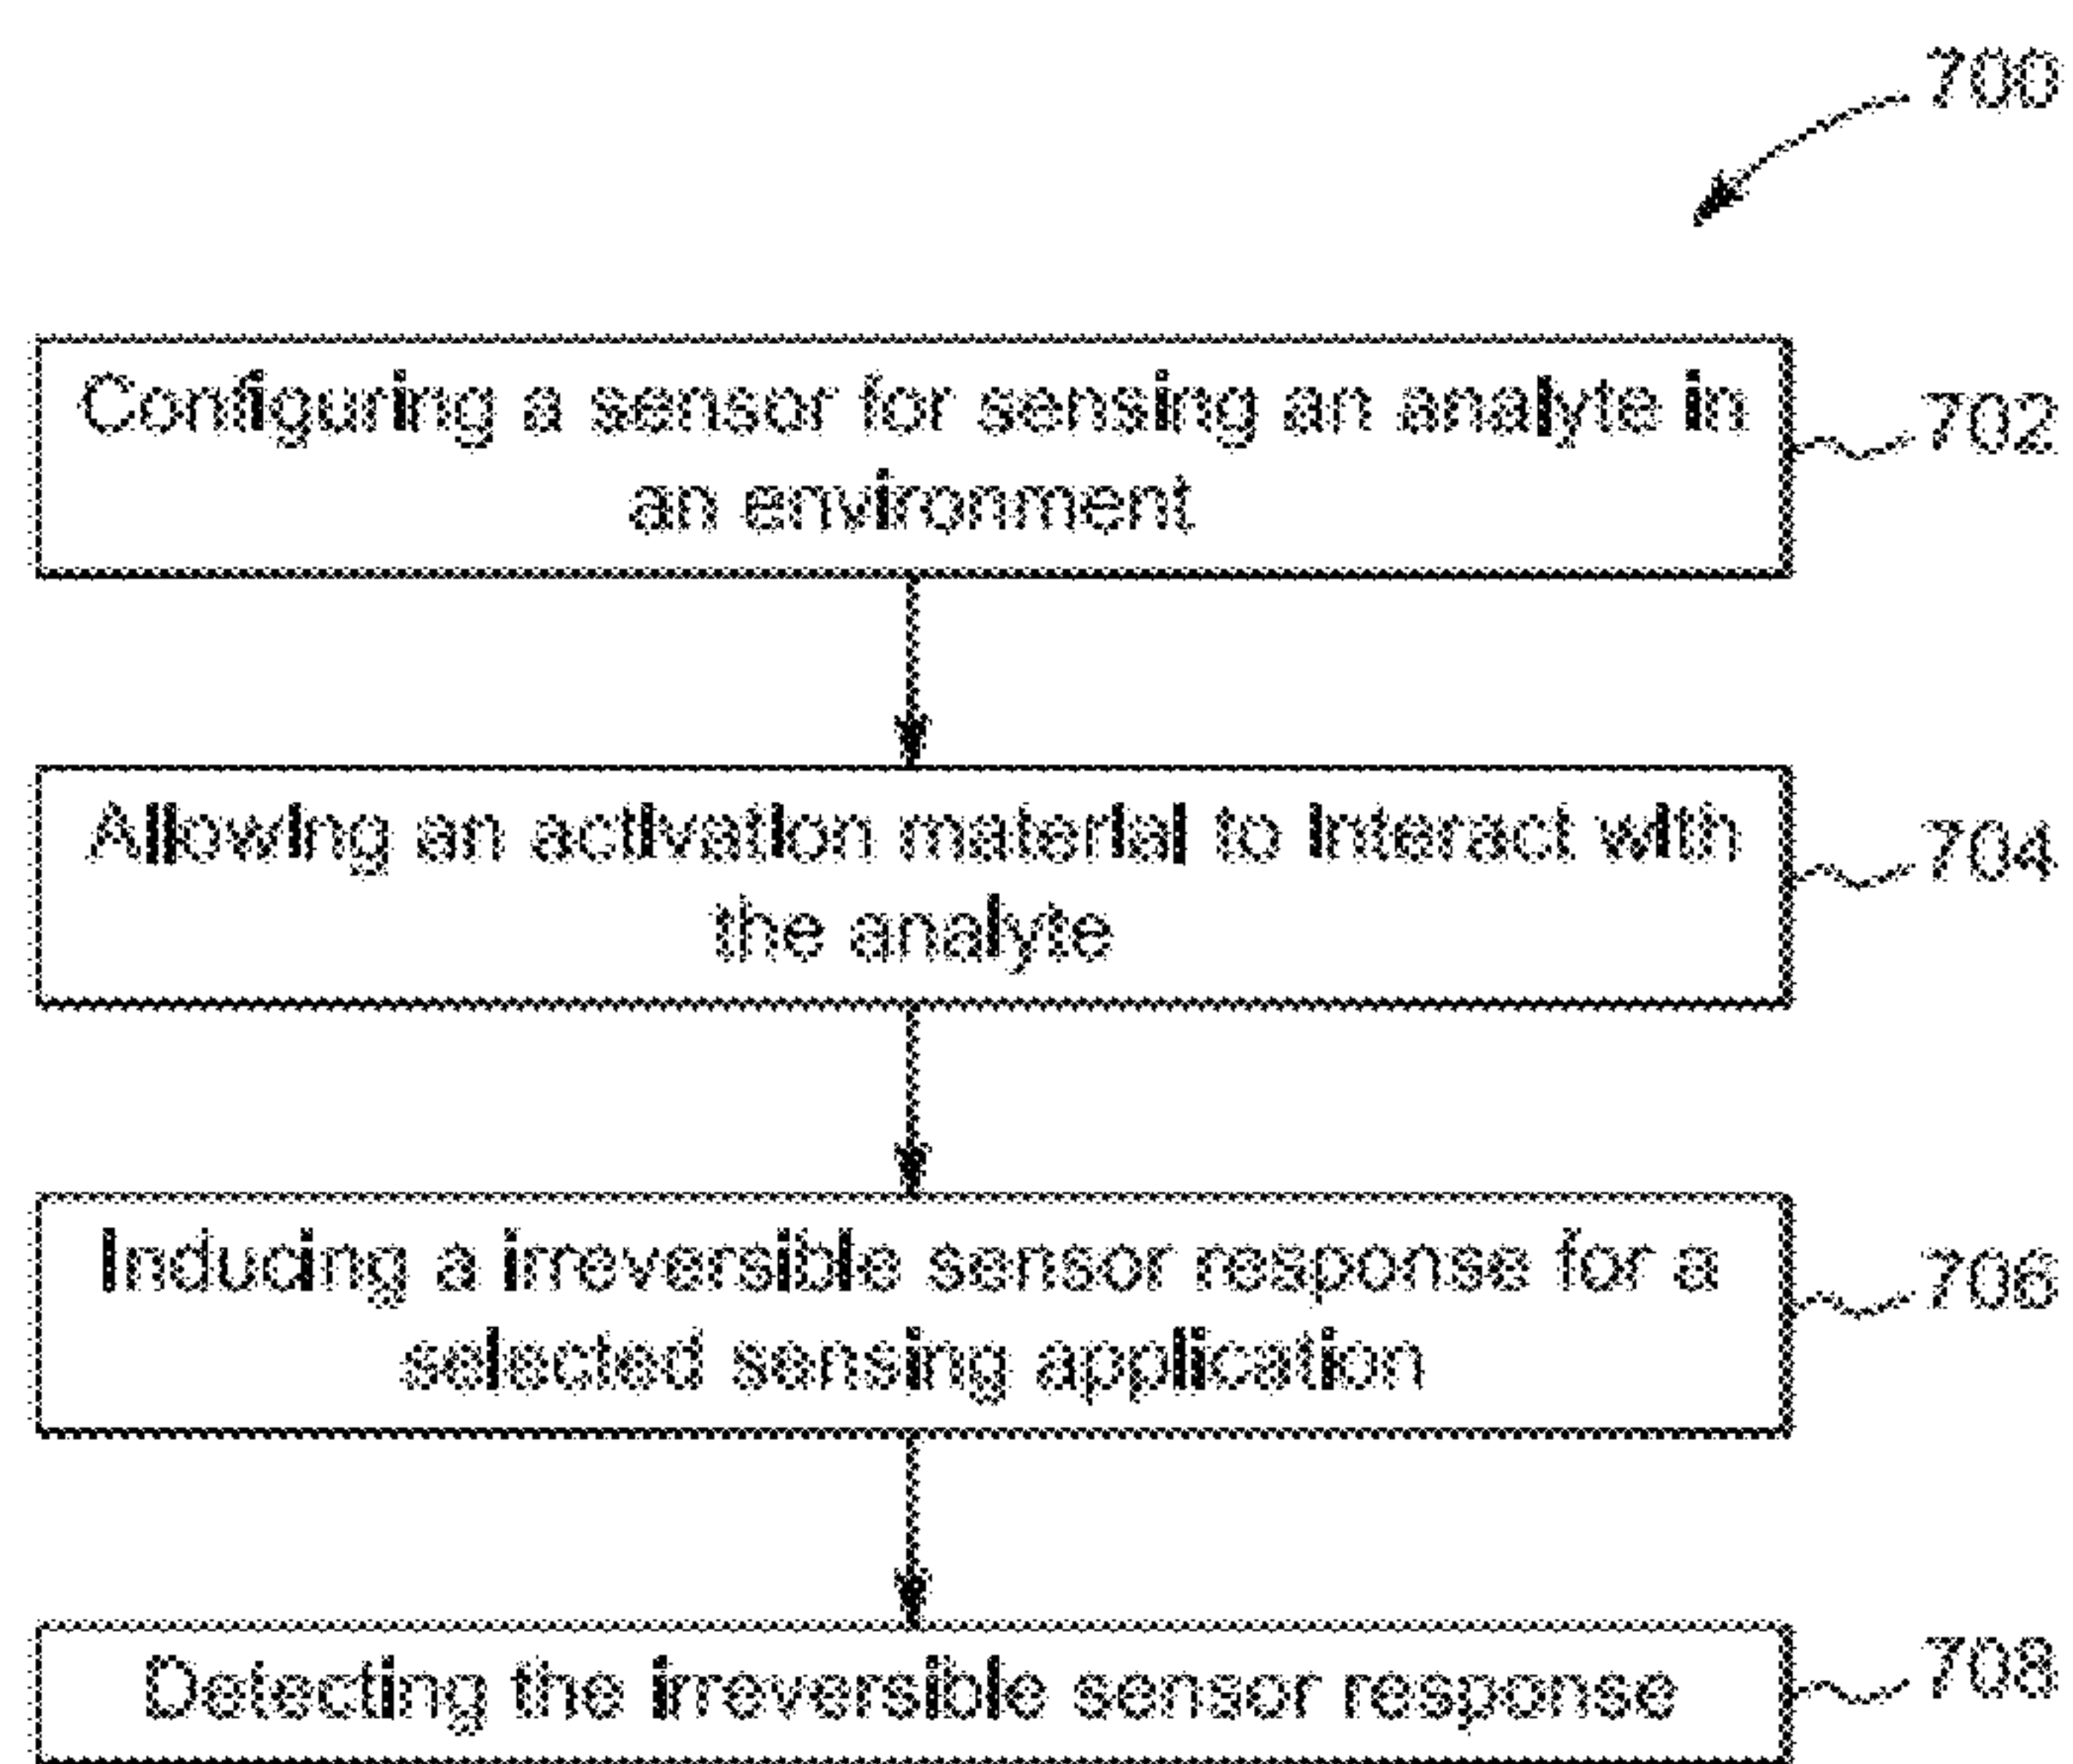 700
Configuring a sensor for sensing an analyte in
an environment
702
Allowing an activation material to interact with
the analyte
704
Inducing a irreversible sensor response for a
selected sensing application
706
Detecting the irreversible sensor response
708